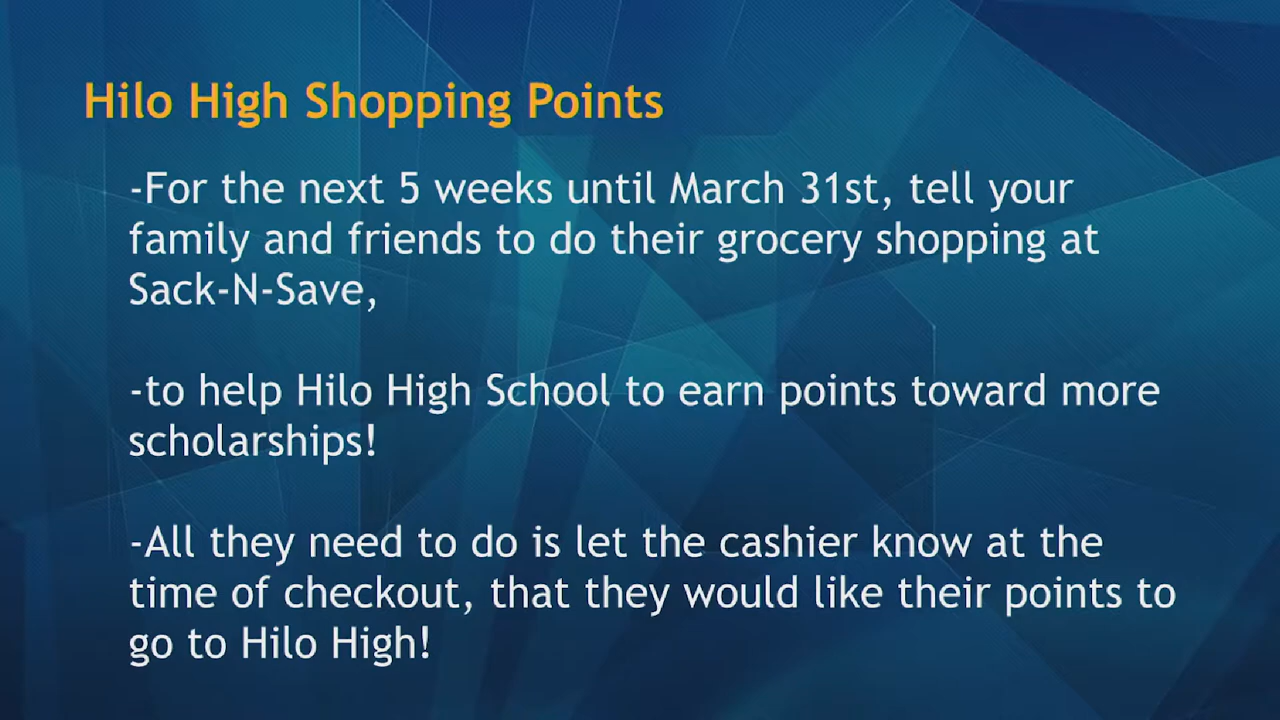 Hilo High Shopping Points
-For the next 5 weeks until March 31st, tell your
family and friends to do their grocery shopping at
Sack-N-Save,
-to help Hilo High School to earn points toward more
scholarships!
-All they need to do is let the cashier know at the
time of checkout, that they would like their points to
go to Hilo High!